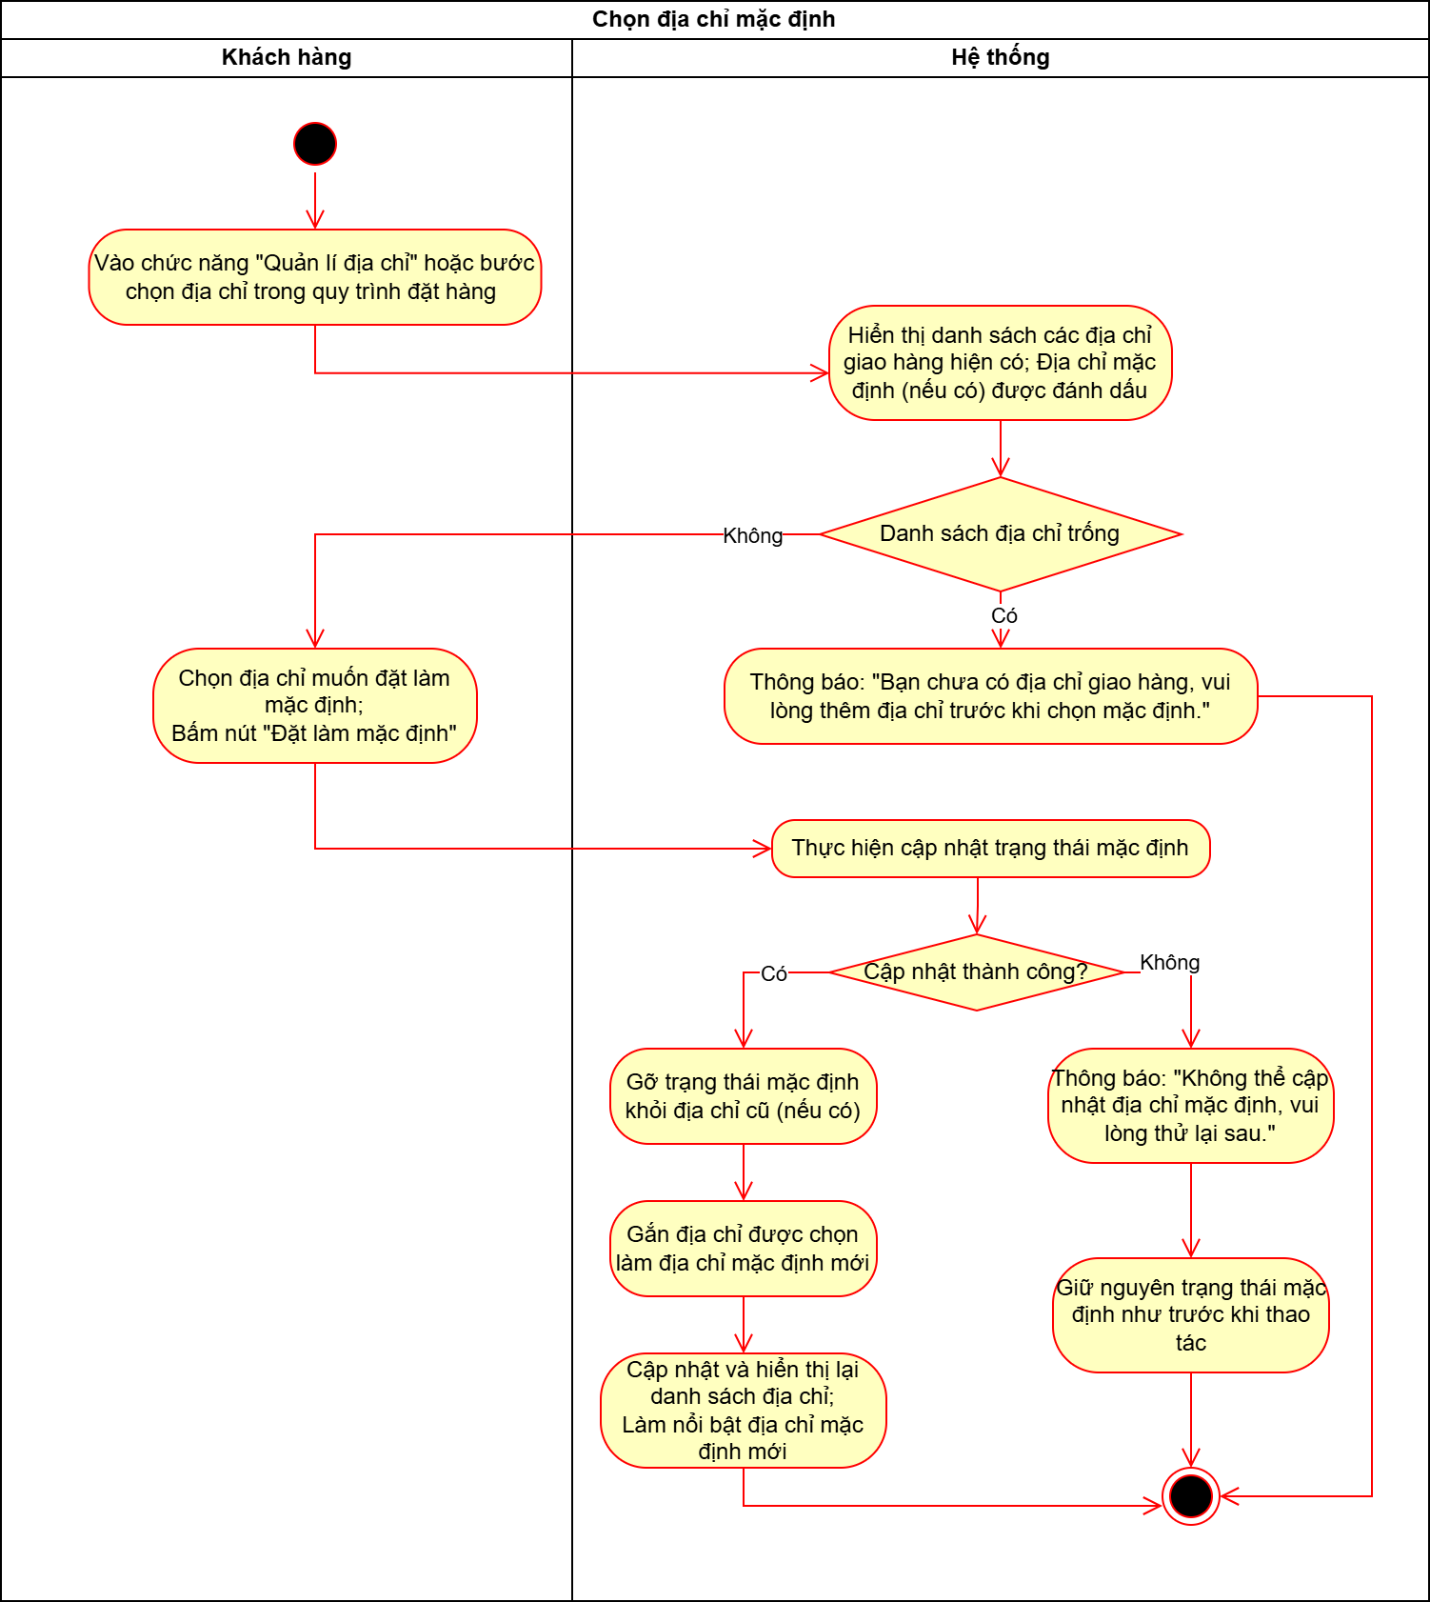 Chọn địa chỉ mặc định
Khách hàng
Hệ thống
Vào chức năng "Quản lí địa chỉ" hoặc bước
chọn địa chỉ trong quy trình đặt hàng
Hiển thị danh sách các địa chỉ
giao hàng hiện có; Địa chỉ mặc
định (nếu có) được đánh dấu
Danh sách địa chỉ trống
Không
Có
Chọn địa chỉ muốn đặt làm
mặc định;
Bấm nút "Đặt làm mặc định"
Thông báo: "Bạn chưa có địa chỉ giao hàng, vui
lòng thêm địa chỉ trước khi chọn mặc định."
Thực hiện cập nhật trạng thái mặc định
Cập nhật thành công?
Có
Không
Gỡ trạng thái mặc định
khỏi địa chỉ cũ (nếu có)
Thông báo: "Không thể cập
nhật địa chỉ mặc định, vui
lòng thử lại sau."
Gắn địa chỉ được chọn
làm địa chỉ mặc định mới
Giữ nguyên trạng thái mặc
định như trước khi thao
tác
Cập nhật và hiển thị lại
danh sách địa chỉ;
Làm nổi bật địa chỉ mặc
định mới